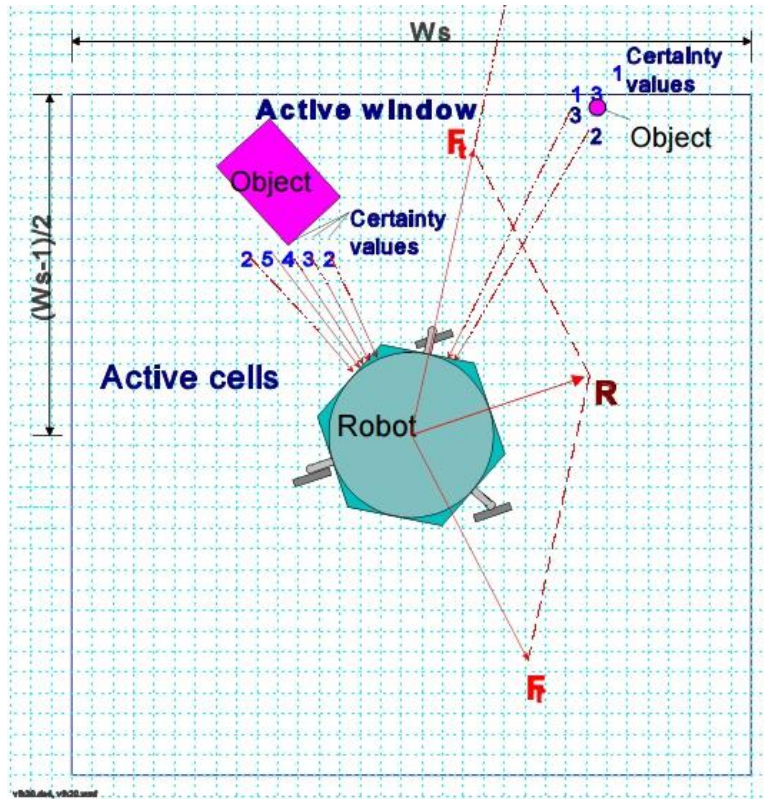 Ws
Certainty
values
1
1 3
3
2
Active window
Object
Ft
Object
Certainty
values
2 5 4 3 2
(Ws-1)/2
Active cells
Robot
R